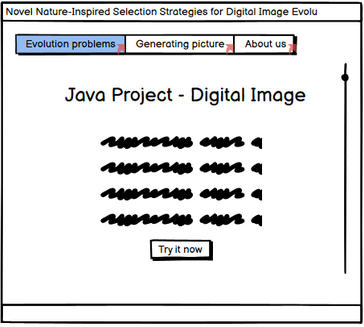 Novel Nature-Inspired Selection Strategies for Digital Image Evolu
Evolution problems Generating picture About us
Java Project - Digital Image
Try it now